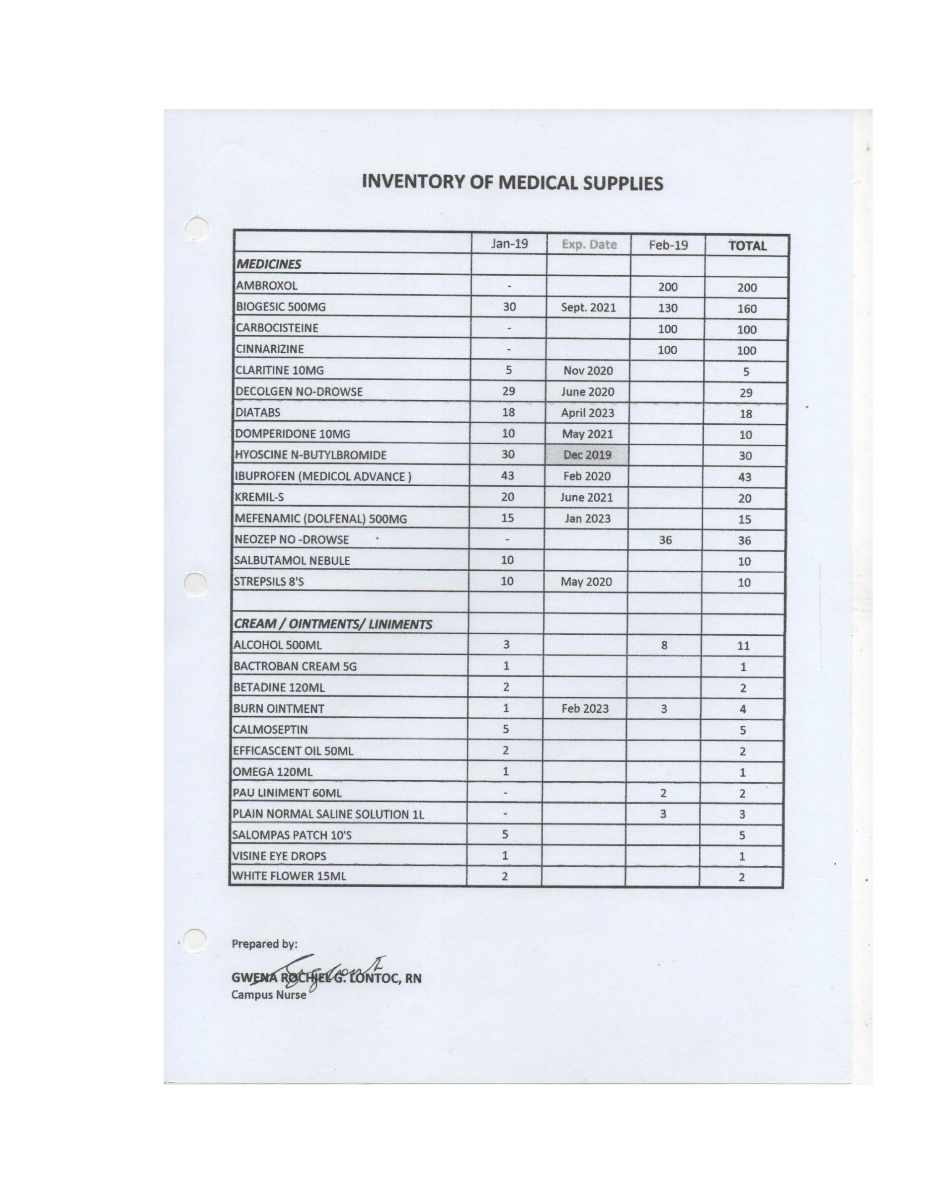 INVENTORY OF MEDICAL SUPPLIES
Jan-19 Exp. Date Feb-19 TOTAL
MEDICINES
AMBROXOL - 200 200
BIOGESIC 500MG 30 Sept. 2021 130 160
CARBOCISTEINE - 100 100
CINNARIZINE - 100 100
CLARITINE 10MG 5 Nov 2020 5
DECOLGEN NO-DROWSE 29 June 2020 29
DIATABS 18 April 2023 18
DOMPERIDONE 10MG 10 May 2021 10
HYOSCINE N-BUTYLBROMIDE 30 Dec 2019 30
IBUPROFEN (MEDICOL ADVANCE ) 43 Feb 2020 43
KREMIL-S 20 June 2021 20
MEFENAMIC (DOLFENAL) 500MG 15 Jan 2023 15
NEOZEP NO -DROWSE - 36 36
SALBUTAMOL NEBULE 10 10
STREPSILS 8'S 10 May 2020 10
CREAM / OINTMENTS/ LINIMENTS
ALCOHOL 500ML 3 8 11
BACTROBAN CREAM 5G 1 1
BETADINE 120ML 2 2
BURN OINTMENT 1 Feb 2023 3 4
CALMOSEPTIN 5 5
EFFICASCENT OIL 50ML 2 2
OMEGA 120ML 1 1
PAU LINIMENT 60ML - 2 2
PLAIN NORMAL SALINE SOLUTION 1L - 3 3
SALOMPAS PATCH 10'S 5 5
VISINE EYE DROPS 1 1
WHITE FLOWER 15ML 2 2
Prepared by:
GWENA ROCHIEL G. LONTOC, RN
Campus Nurse